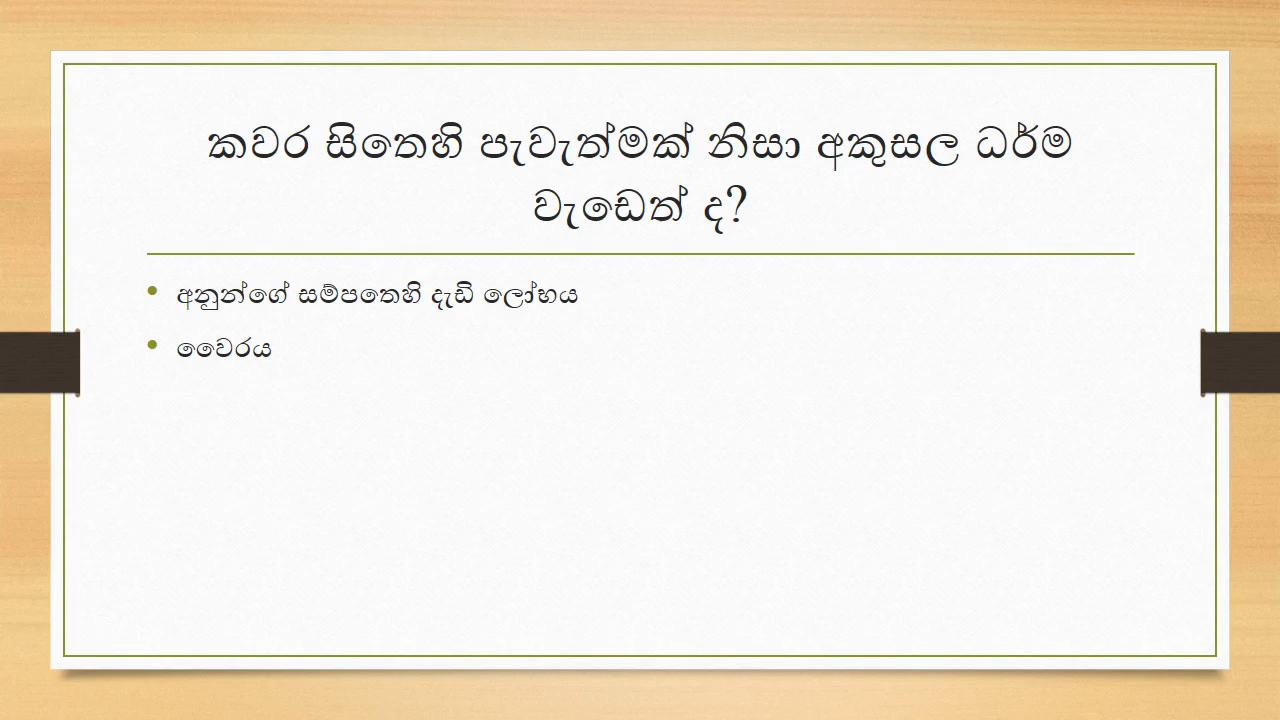 කවර සිතෙහි පැවැත්මක් නිසා අකුසල ධර්ම
වැඩෙත් ද?
• අනුන්ගේ සම්පතෙහි දැඩි ලෝභය
• වෛරය